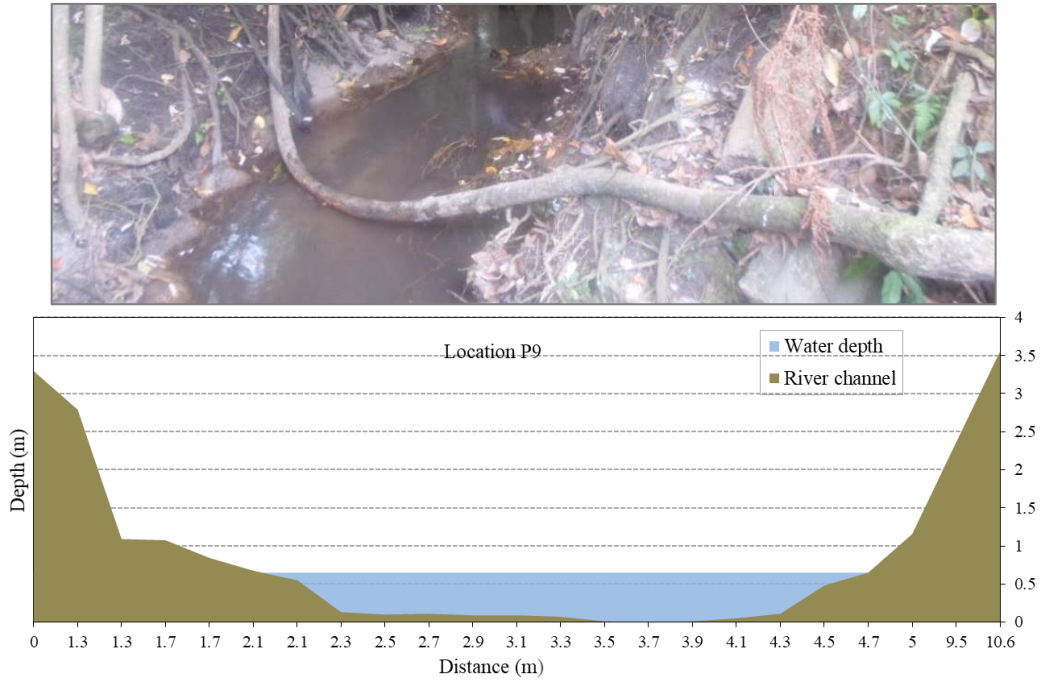 Location P9
Water depth
River channel
4
3.5
3
2.5
2
1.5
1
0.5
0
Depth (m)
0 1.3 1.3 1.7 1.7 2.1 2.1 2.3 2.5 2.7 2.9 3.1 3.3 3.5 3.7 3.9 4.1 4.3 4.5 4.7 5 9.5 10.6
Distance (m)